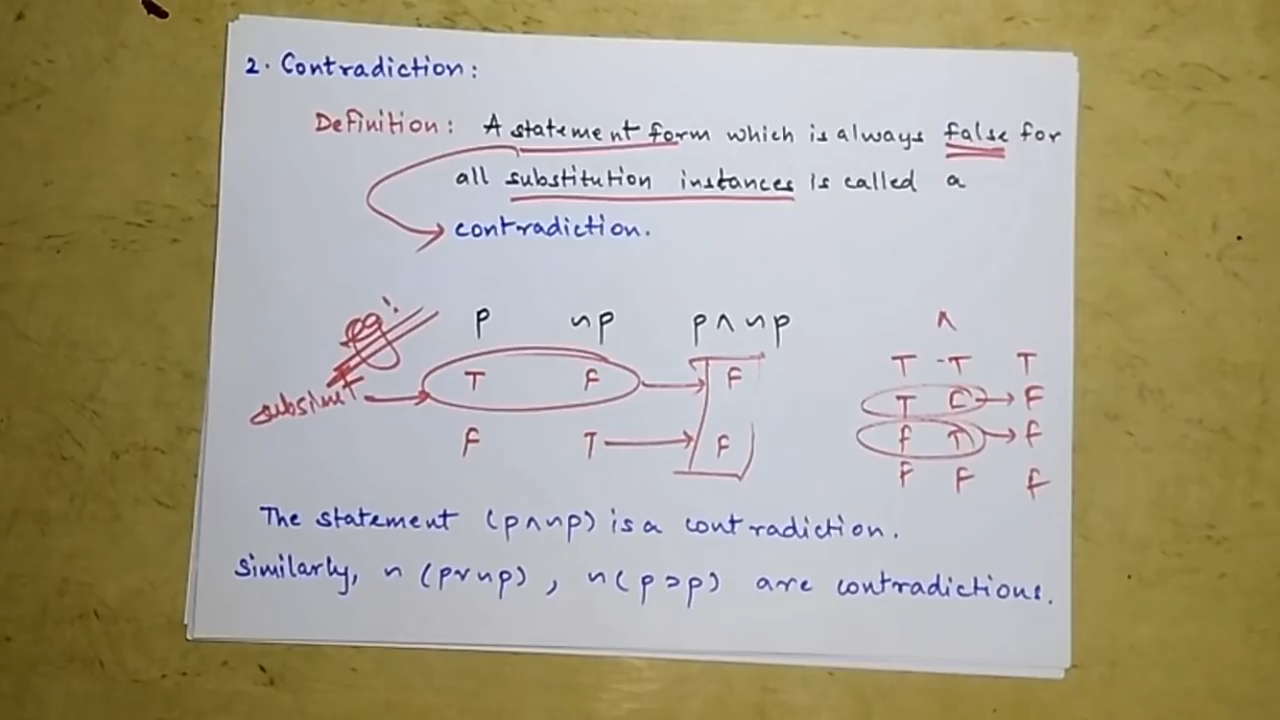 2. Contradiction:
Definition: A statement form which is always false for
all substitution instances is called a
contradiction.
eg:
p ~p p ∧ ~p ∧
T F F T T T
T F F
F T F F T F
F F F
The statement (p∧~p) is a contradiction.
Similarly, ~(p∨~p), ~(p⊃p) are contradictions.